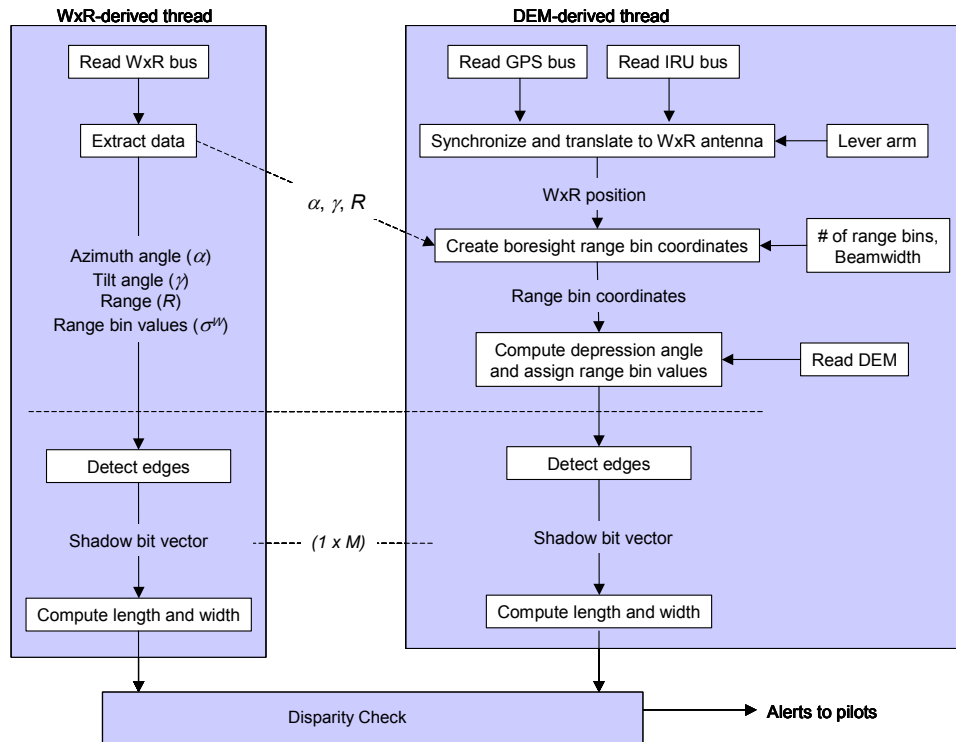 WxR-derived thread
Read WxR bus
Extract data
Azimuth angle (α)
Tilt angle (γ)
Range (R)
Range bin values (σᵂ)
Detect edges
Shadow bit vector
Compute length and width
α, γ, R
(1 x M)
DEM-derived thread
Read GPS bus
Read IRU bus
Synchronize and translate to WxR antenna
Lever arm
WxR position
Create boresight range bin coordinates
# of range bins,
Beamwidth
Range bin coordinates
Compute depression angle
and assign range bin values
Read DEM
Detect edges
Shadow bit vector
Compute length and width
Disparity Check
Alerts to pilots